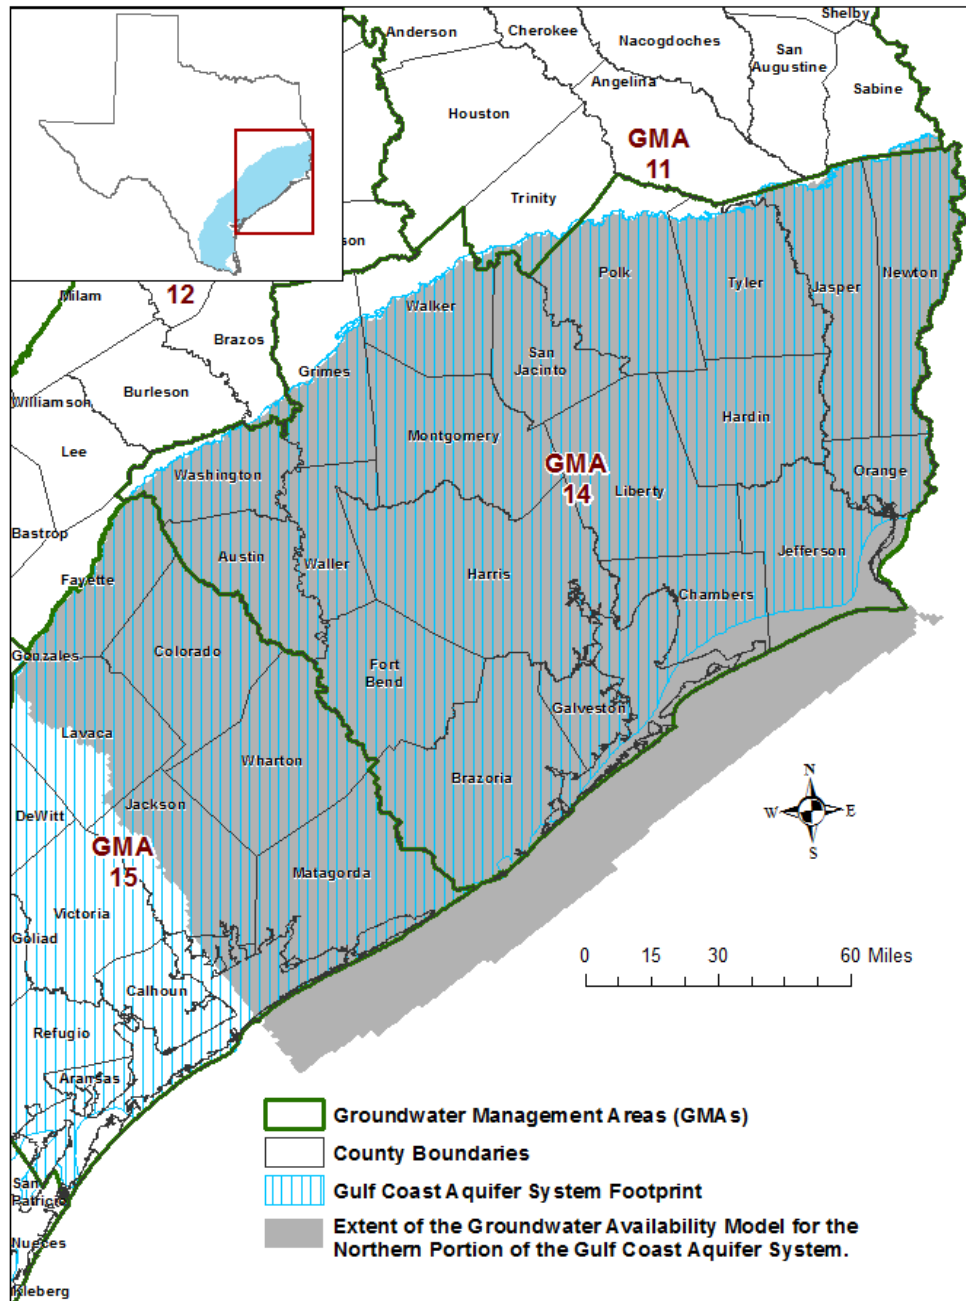 Shelby
Anderson
Cherokee
Nacogdoches
San
Augustine
Sabine
Angelina
Houston
GMA
11
Trinity
son
Milam
12
Polk
Tyler
Jasper
Newton
Walker
Brazos
San
Jacinto
Grimes
Burleson
Williamson
Hardin
Montgomery
Lee
Washington
GMA
14
Liberty
Orange
Bastrop
Austin
Waller
Harris
Jefferson
Fayette
Chambers
Colorado
Gonzales
Fort
Bend
Galveston
Lavaca
Wharton
Brazoria
N
W
E
S
Jackson
DeWitt
GMA
15
Matagorda
Victoria
Goliad
0 15 30 60 Miles
Calhoun
Refugio
Aransas
Groundwater Management Areas (GMAs)
County Boundaries
San
Patricio
Gulf Coast Aquifer System Footprint
Extent of the Groundwater Availability Model for the
Northern Portion of the Gulf Coast Aquifer System.
Nueces
Kleberg